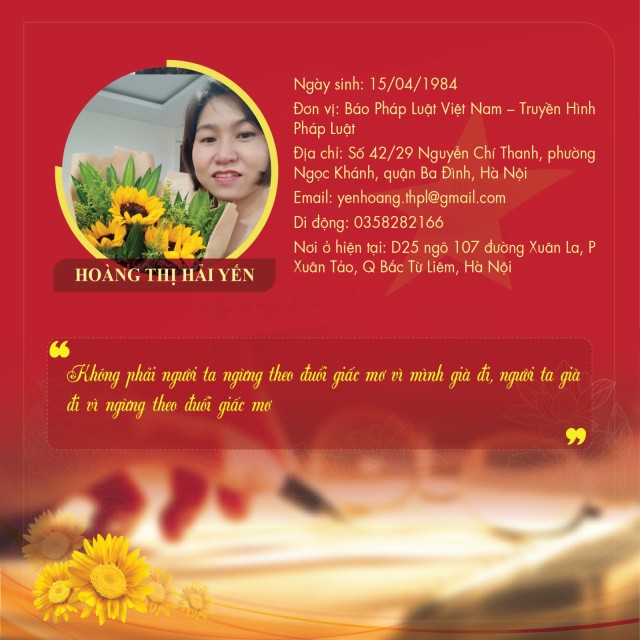 Ngày sinh: 15/04/1984
Đơn vị: Báo Pháp Luật Việt Nam – Truyền Hình
Pháp Luật
Địa chỉ: Số 42/29 Nguyễn Chí Thanh, phường
Ngọc Khánh, quận Ba Đình, Hà Nội
Email: yenhoang.thpl@gmail.com
Di động: 0358282166
Nơi ở hiện tại: D25 ngõ 107 đường Xuân La, P
Xuân Tảo, Q Bắc Từ Liêm, Hà Nội
HOÀNG THỊ HẢI YẾN
“
Không phải người ta ngừng theo đuổi giấc mơ vì mình già đi, người ta già
đi vì ngừng theo đuổi giấc mơ
”